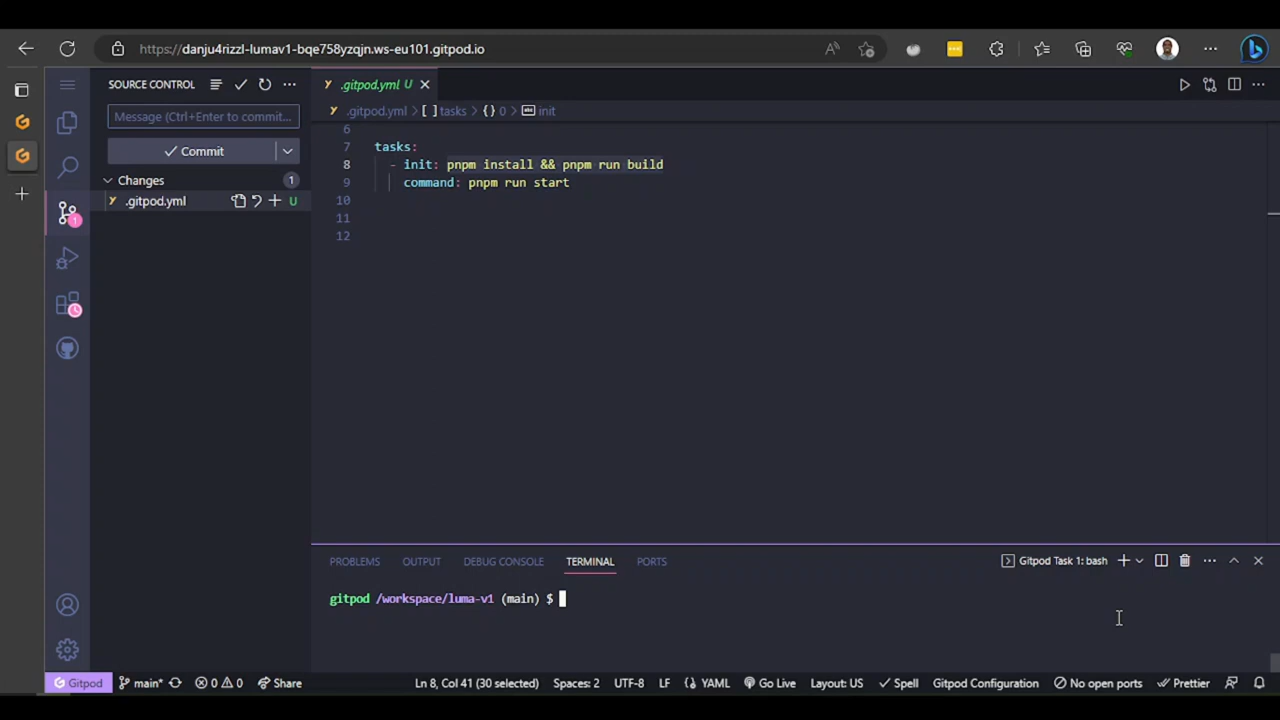 https://danju4rizzl-lumav1-bqe758yzqjn.ws-eu101.gitpod.io
SOURCE CONTROL
Y .gitpod.yml U
Y .gitpod.yml > [ ] tasks > {} 0 > abc init
Message (Ctrl+Enter to commit...
Commit
Changes 1
Y .gitpod.yml U
1
6
7 tasks:
8 - init: pnpm install && pnpm run build
9 command: pnpm run start
10
11
12
PROBLEMS OUTPUT DEBUG CONSOLE TERMINAL PORTS
Gitpod Task 1: bash
gitpod /workspace/luma-v1 (main) $
Gitpod main* 0 0 Share Ln 8, Col 41 (30 selected) Spaces: 2 UTF-8 LF {} YAML Go Live Layout: US Spell Gitpod Configuration No open ports Prettier